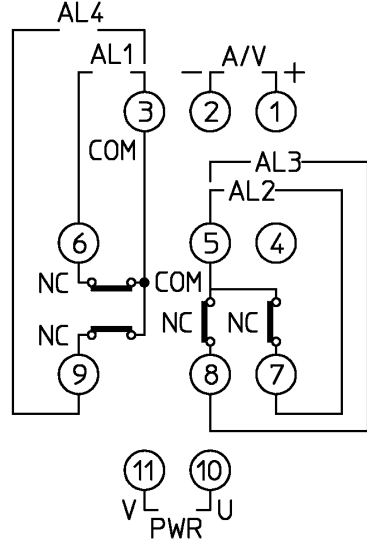 AL4
AL1 − A/V +
3 2 1
COM
AL3
AL2
6 5 4
NC COM
NC NC NC
9 8 7
11 10
V U
PWR